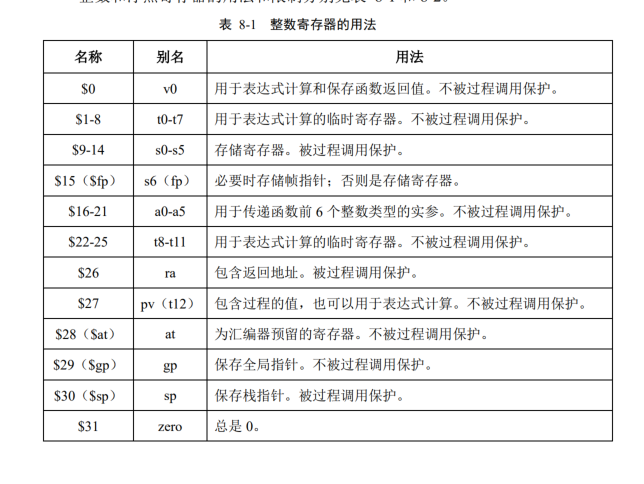 表 8-1 整数寄存器的用法
名称 别名 用法
$0 v0 用于表达式计算和保存函数返回值。不被过程调用保护。
$1-8 t0-t7 用于表达式计算的临时寄存器。不被过程调用保护。
$9-14 s0-s5 存储寄存器。被过程调用保护。
$15（$fp） s6（fp） 必要时存储帧指针；否则是存储寄存器。
$16-21 a0-a5 用于传递函数前 6 个整数类型的实参。不被过程调用保护。
$22-25 t8-t11 用于表达式计算的临时寄存器。不被过程调用保护。
$26 ra 包含返回地址。被过程调用保护。
$27 pv（t12） 包含过程的值，也可以用于表达式计算。不被过程调用保护。
$28（$at） at 为汇编器预留的寄存器。不被过程调用保护。
$29（$gp） gp 保存全局指针。不被过程调用保护。
$30（$sp） sp 保存栈指针。被过程调用保护。
$31 zero 总是 0。